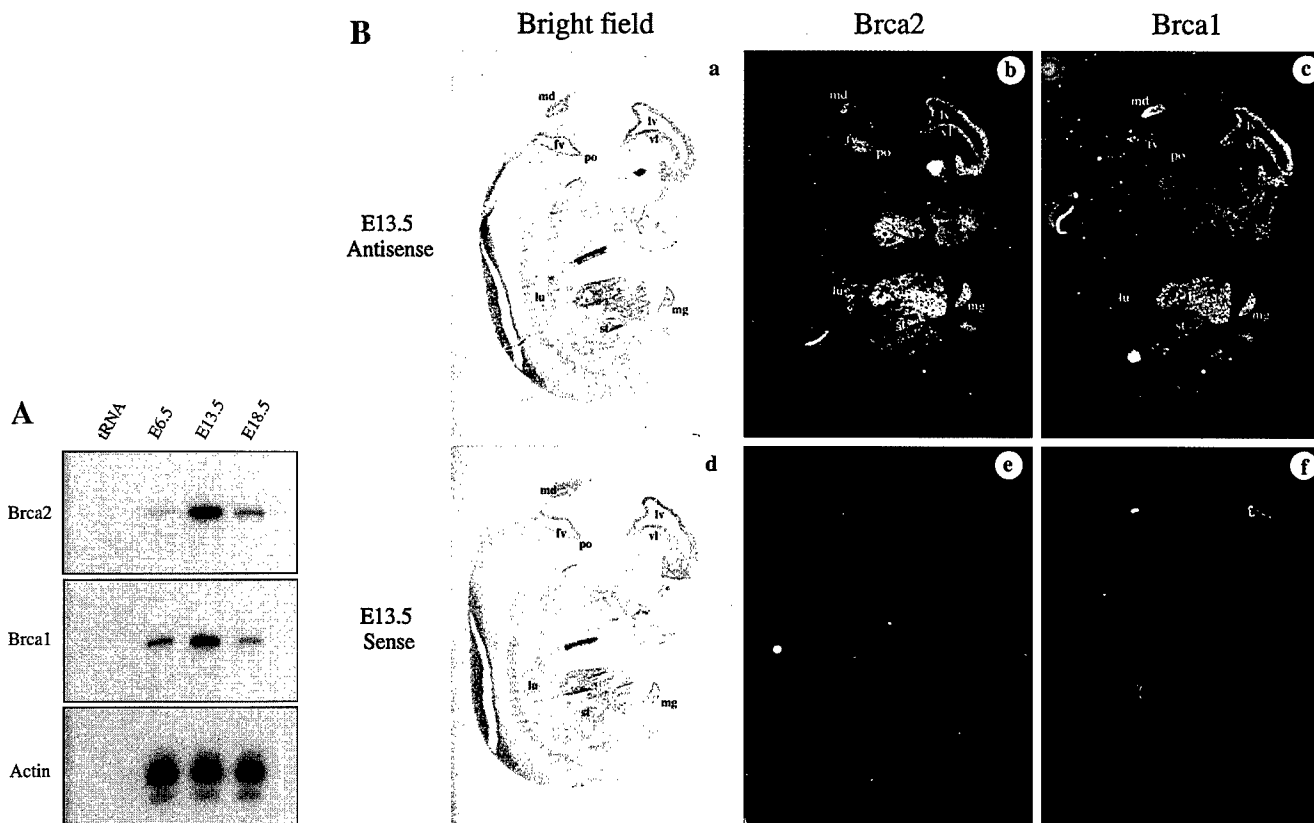 A
tRNA
E6.5
E13.5
E18.5
Brca2
Brca1
Actin
B
Bright field
Brca2
Brca1
E13.5
Antisense
a
md
fv
po
lv
vl
lu
st
mg
b
md
fv
po
lv
vl
lu
st
mg
c
md
fv
po
lv
vl
lu
st
mg
E13.5
Sense
d
md
fv
po
lv
vl
lu
st
mg
e
f